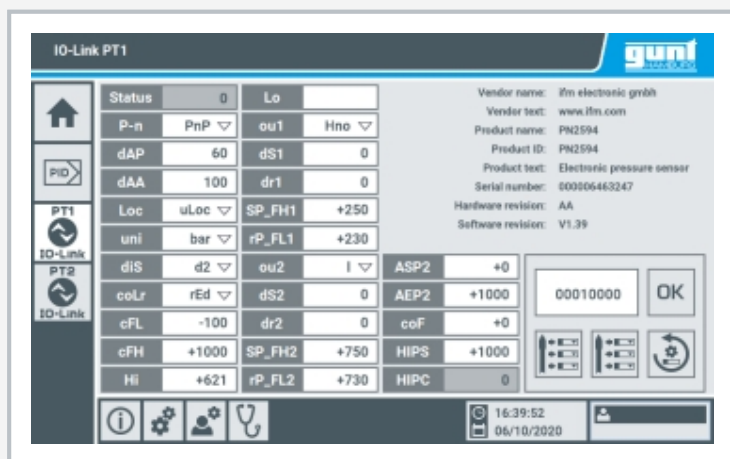 IO-Link PT1
gunt
HAMBURG
Status 0 Lo
P-n PnP ou1 Hno
dAP 60 dS1 0
dAA 100 dr1 0
Loc uLoc SP_FH1 +250
uni bar rP_FL1 +230
diS d2 ou2 I ASP2 +0
coLr rEd dS2 0 AEP2 +1000
cFL -100 dr2 0 coF +0
cFH +1000 SP_FH2 +750 HIPS +1000
Hi +621 rP_FL2 +730 HIPC 0
Vendor name: ifm electronic gmbh
Vendor text: www.ifm.com
Product name: PN2594
Product ID: PN2594
Product text: Electronic pressure sensor
Serial number: 000006463247
Hardware revision: AA
Software revision: V1.39
PID
PT1
IO-Link
PT2
IO-Link
00010000 OK
16:39:52
06/10/2020